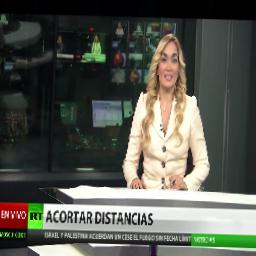 EN VIVO
RT ACORTAR DISTANCIAS
ISRAEL Y PALESTINA ACUERDAN UN CESE EL FUEGO SIN FECHA LÍMIT